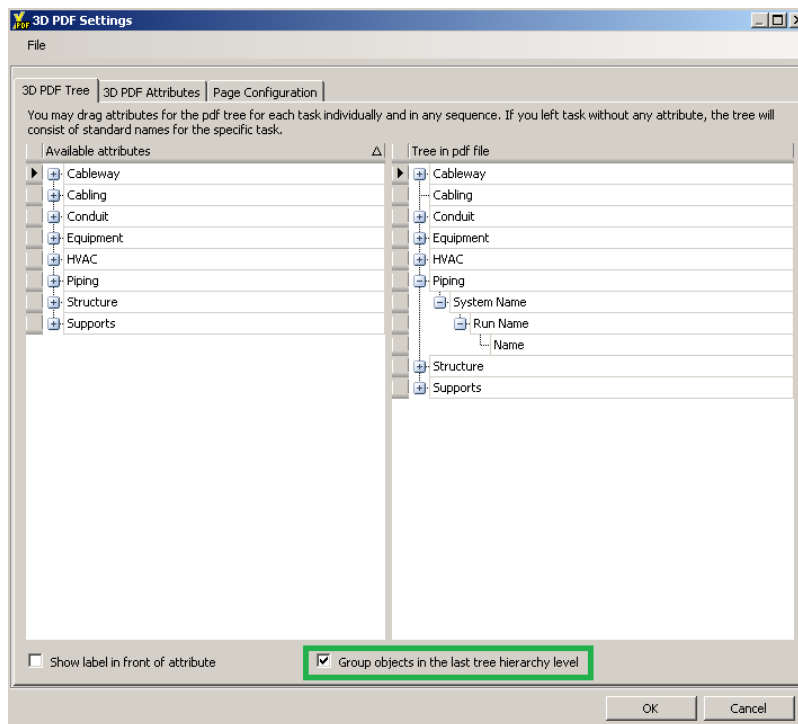 3D PDF Settings
File
3D PDF Tree 3D PDF Attributes Page Configuration
You may drag attributes for the pdf tree for each task individually and in any sequence. If you left task without any attribute, the tree will
consist of standard names for the specific task.
Available attributes Tree in pdf file
Cableway Cableway
Cabling Cabling
Conduit Conduit
Equipment Equipment
HVAC HVAC
Piping Piping
Structure System Name
Supports Run Name
Name
Structure
Supports
Show label in front of attribute Group objects in the last tree hierarchy level
OK Cancel